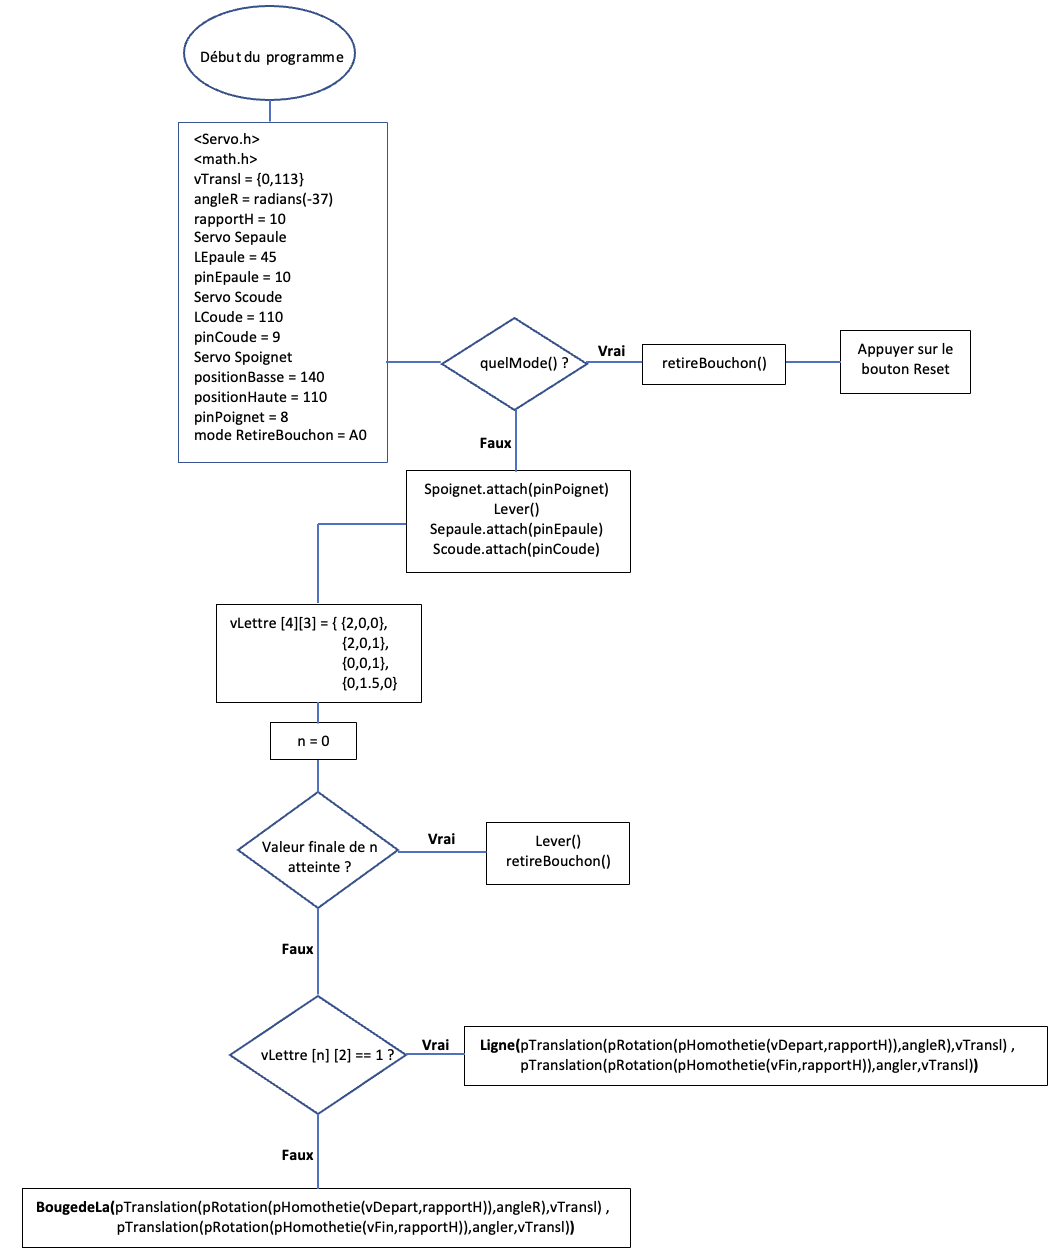 Début du programme
<Servo.h>
<math.h>
vTransl = {0,113}
angleR = radians(-37)
rapportH = 10
Servo Sepaule
LEpaule = 45
pinEpaule = 10
Servo Scoude
LCoude = 110
pinCoude = 9
Servo Spoignet
positionBasse = 140
positionHaute = 110
pinPoignet = 8
mode RetireBouchon = A0
quelMode() ?
Vrai
retireBouchon()
Appuyer sur le
bouton Reset
Faux
Spoignet.attach(pinPoignet)
Lever()
Sepaule.attach(pinEpaule)
Scoude.attach(pinCoude)
vLettre [4][3] = { {2,0,0},
{2,0,1},
{0,0,1},
{0,1.5,0}
n = 0
Valeur finale de n
atteinte ?
Vrai
Lever()
retireBouchon()
Faux
vLettre [n] [2] == 1 ?
Vrai
Ligne(pTranslation(pRotation(pHomothetie(vDepart,rapportH)),angleR),vTransl) ,
pTranslation(pRotation(pHomothetie(vFin,rapportH)),angler,vTransl))
Faux
BougedeLa(pTranslation(pRotation(pHomothetie(vDepart,rapportH)),angleR),vTransl) ,
pTranslation(pRotation(pHomothetie(vFin,rapportH)),angler,vTransl))